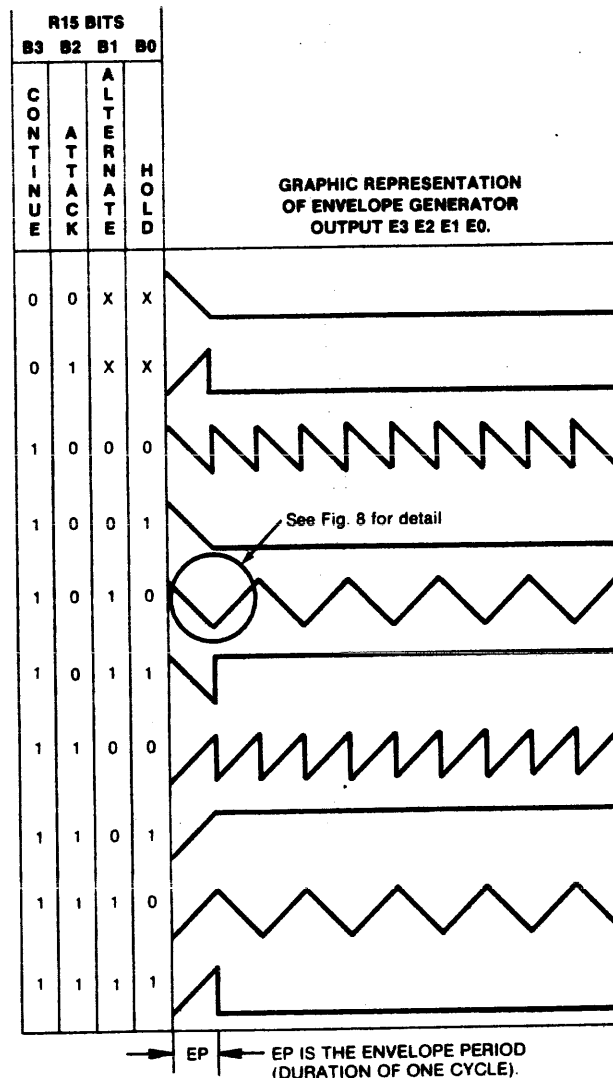 R15 BITS
B3 B2 B1 B0
CONTINUE
ATTACK
ALTERNATE
HOLD
GRAPHIC REPRESENTATION
OF ENVELOPE GENERATOR
OUTPUT E3 E2 E1 E0.
0 0 X X
0 1 X X
1 0 0 0
1 0 0 1
See Fig. 8 for detail
1 0 1 0
1 0 1 1
1 1 0 0
1 1 0 1
1 1 1 0
1 1 1 1
EP
EP IS THE ENVELOPE PERIOD
(DURATION OF ONE CYCLE).